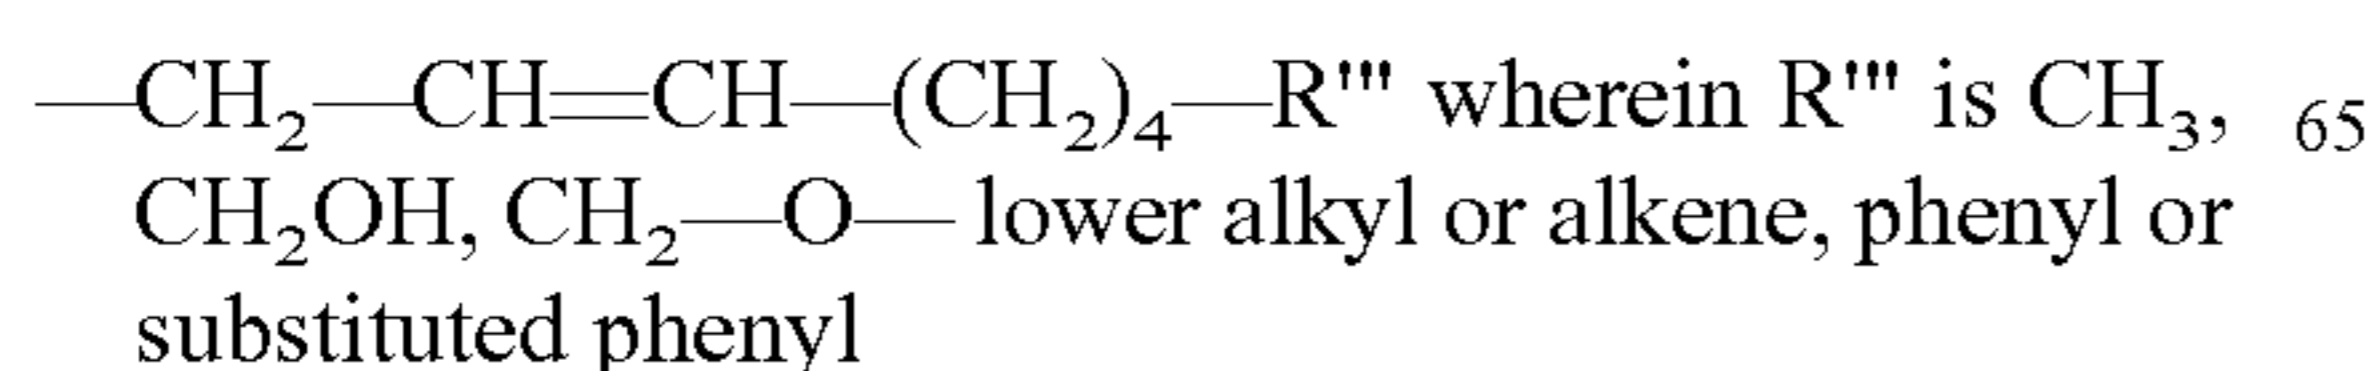 —CH₂—CH=CH—(CH₂)₄—R''' wherein R''' is CH₃, 65
CH₂OH, CH₂—O— lower alkyl or alkene, phenyl or
substituted phenyl